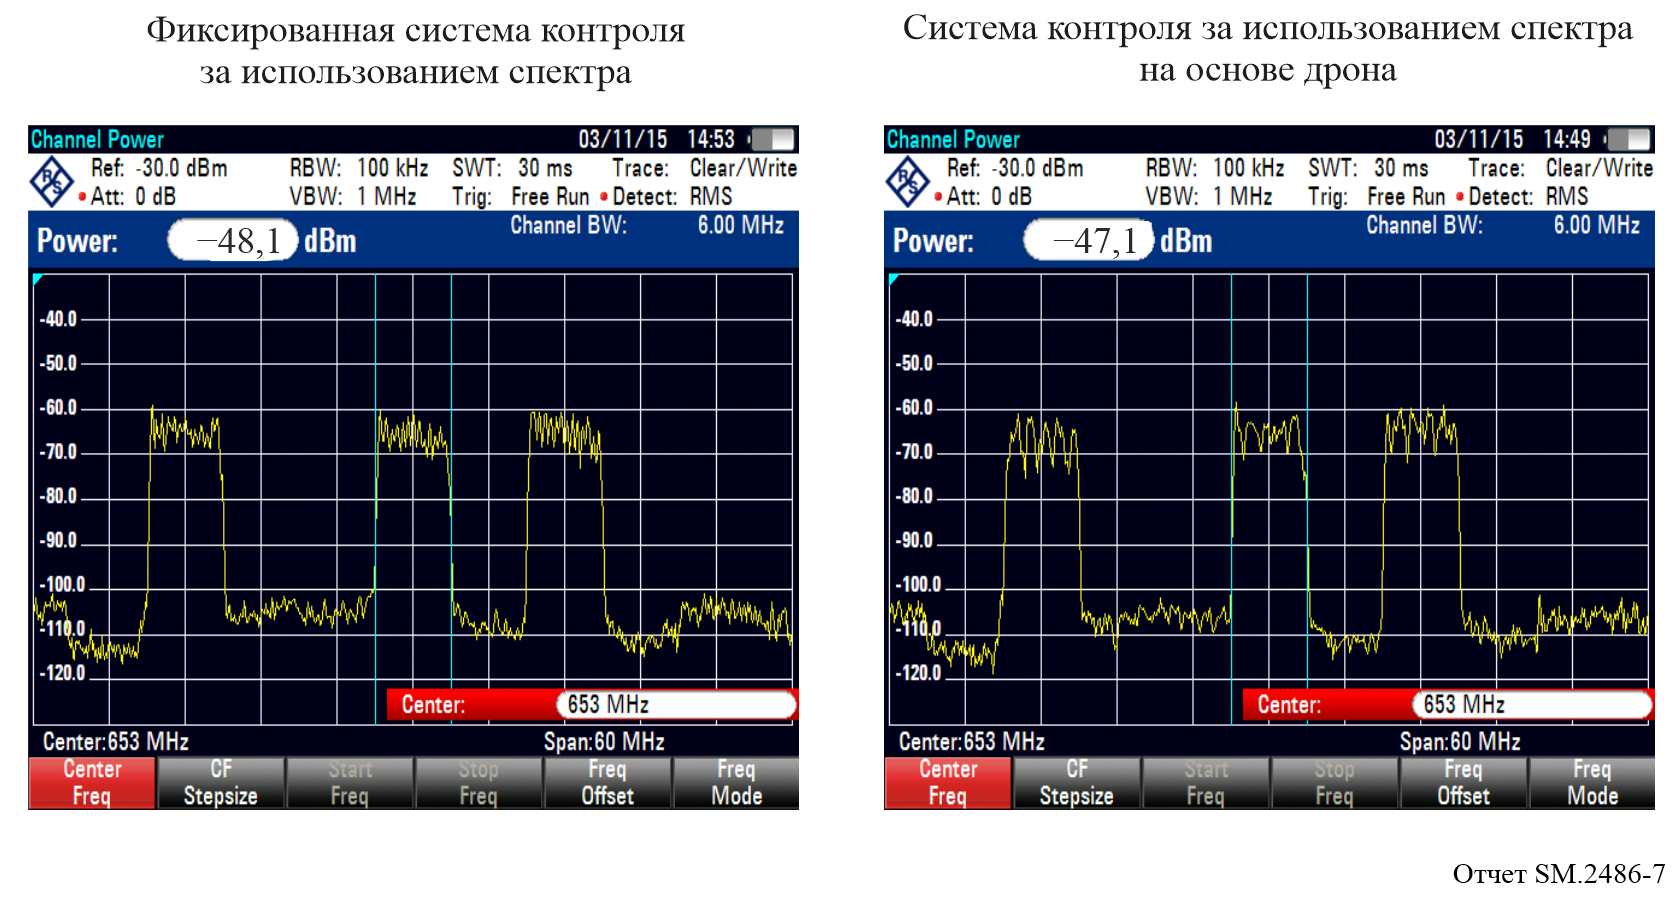 Фиксированная система контроля
за использованием спектра
Channel Power 03/11/15 14:53
R&S
Ref: -30.0 dBm RBW: 100 kHz SWT: 30 ms Trace: Clear/Write
Att: 0 dB VBW: 1 MHz Trig: Free Run Detect: RMS
Power: −48,1 dBm Channel BW: 6.00 MHz
-40.0
-50.0
-60.0
-70.0
-80.0
-90.0
-100.0
-110.0
-120.0
Center: 653 MHz
Center:653 MHz Span:60 MHz
Center Freq
CF Stepsize
Start Freq
Stop Freq
Freq Offset
Freq Mode
Система контроля за использованием спектра
на основе дрона
Channel Power 03/11/15 14:49
R&S
Ref: -30.0 dBm RBW: 100 kHz SWT: 30 ms Trace: Clear/Write
Att: 0 dB VBW: 1 MHz Trig: Free Run Detect: RMS
Power: −47,1 dBm Channel BW: 6.00 MHz
-40.0
-50.0
-60.0
-70.0
-80.0
-90.0
-100.0
-110.0
-120.0
Center: 653 MHz
Center:653 MHz Span:60 MHz
Center Freq
CF Stepsize
Start Freq
Stop Freq
Freq Offset
Freq Mode
Отчет SM.2486-7